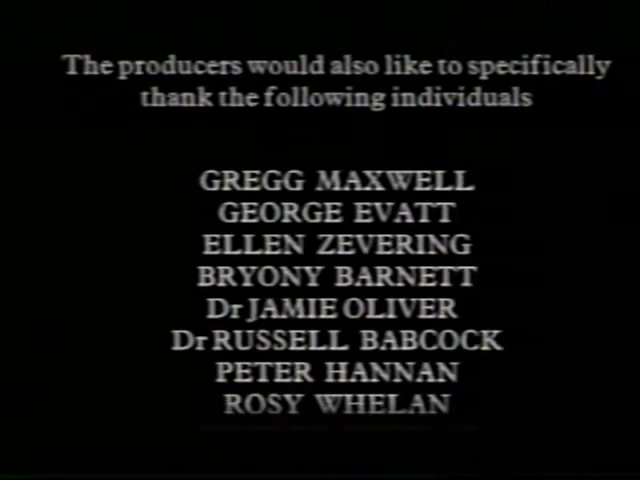 The producers would also like to specifically
thank the following individuals
GREGG MAXWELL
GEORGE EVATT
ELLEN ZEVERING
BRYONY BARNETT
Dr JAMIE OLIVER
Dr RUSSELL BABCOCK
PETER HANNAN
ROSY WHELAN